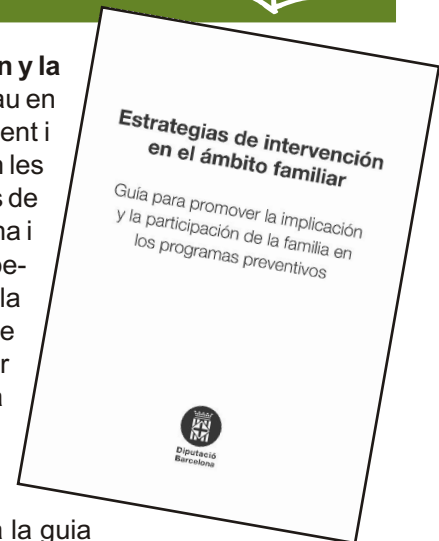 n y la
au en
ent i
n les
s de
na i
pe-
la
e
r
a
a la guia
Estrategias de intervención
en el ámbito familiar
Guía para promover la implicación
y la participación de la familia en
los programas preventivos
Diputació
Barcelona